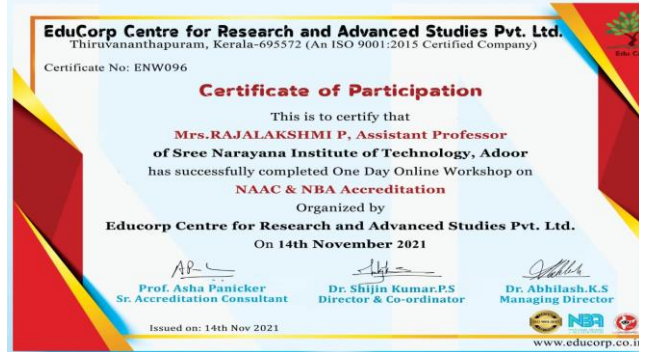 EduCorp Centre for Research and Advanced Studies Pvt. Ltd.
Thiruvananthapuram, Kerala-695572 (An ISO 9001:2015 Certified Company)
Edu C
Certificate No: ENW096
Certificate of Participation
This is to certify that
Mrs.RAJALAKSHMI P, Assistant Professor
of Sree Narayana Institute of Technology, Adoor
has successfully completed One Day Online Workshop on
NAAC & NBA Accreditation
Organized by
Educorp Centre for Research and Advanced Studies Pvt. Ltd.
On 14th November 2021
Prof. Asha Panicker
Sr. Accreditation Consultant
Dr. Shijin Kumar.P.S
Director & Co-ordinator
Dr. Abhilash.K.S
Managing Director
Issued on: 14th Nov 2021
NBA
www.educorp.co.in